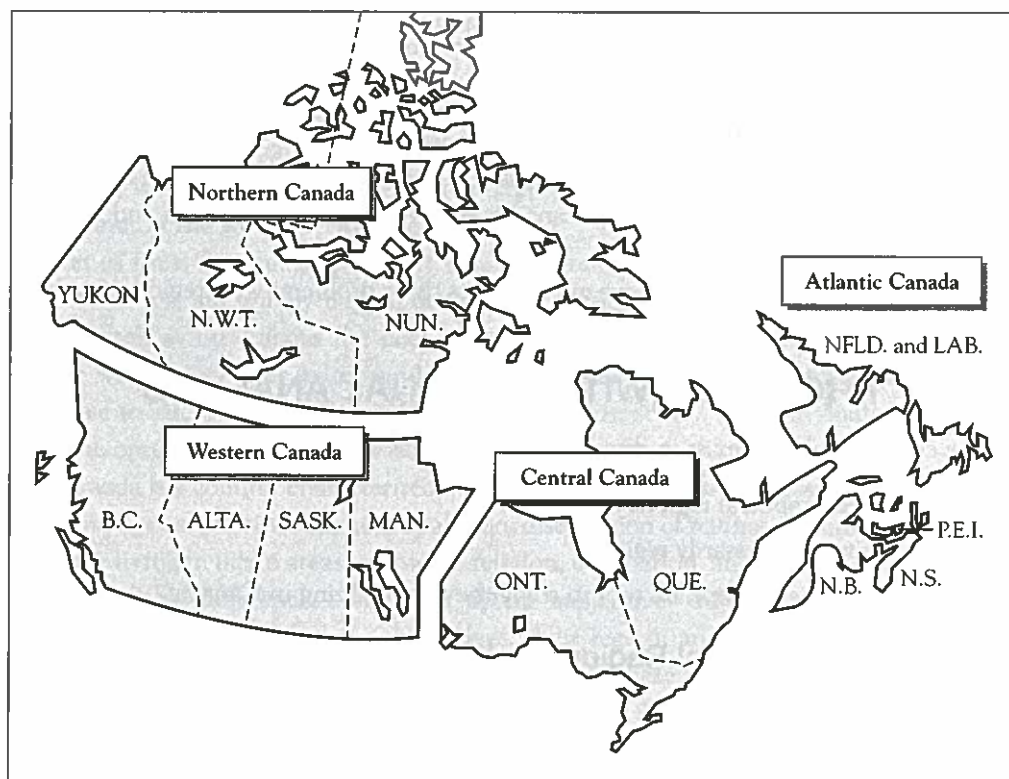 Northern Canada
YUKON
N.W.T.
NUN.
Atlantic Canada
NFLD. and LAB.
Western Canada
B.C.
ALTA.
SASK.
MAN.
Central Canada
ONT.
QUE.
P.E.I.
N.B.
N.S.